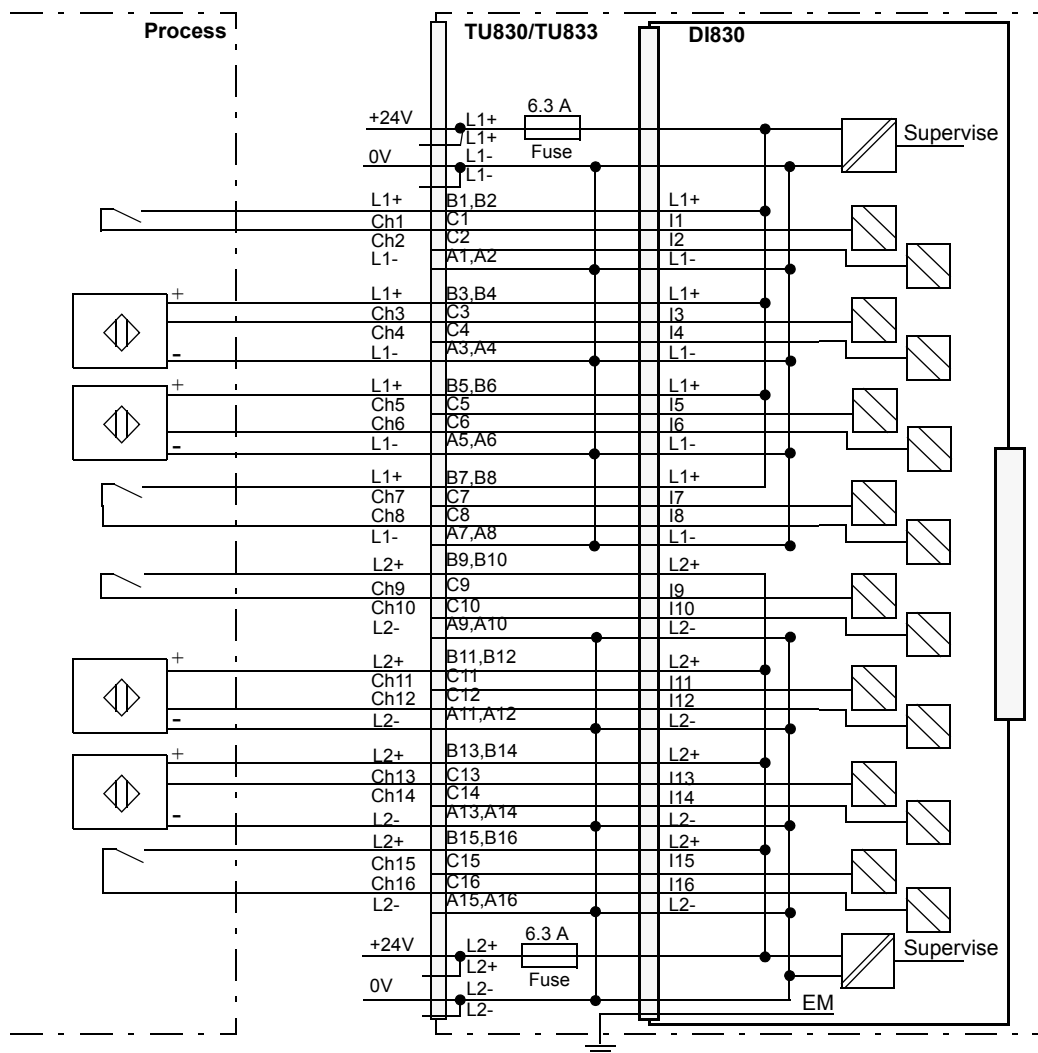 Process TU830/TU833 DI830
6.3 A
+24V L1+ Supervise
L1+
Fuse
0V L1-
L1-
L1+ B1,B2 L1+
Ch1 C1 I1
Ch2 C2 I2
L1- A1,A2 L1-
+ L1+ B3,B4 L1+
Ch3 C3 I3
Ch4 C4 I4
- L1- A3,A4 L1-
+ L1+ B5,B6 L1+
Ch5 C5 I5
Ch6 C6 I6
- L1- A5,A6 L1-
L1+ B7,B8 L1+
Ch7 C7 I7
Ch8 C8 I8
L1- A7,A8 L1-
L2+ B9,B10 L2+
Ch9 C9 I9
Ch10 C10 I10
L2- A9,A10 L2-
+ L2+ B11,B12 L2+
Ch11 C11 I11
Ch12 C12 I12
- L2- A11,A12 L2-
+ L2+ B13,B14 L2+
Ch13 C13 I13
Ch14 C14 I14
- L2- A13,A14 L2-
L2+ B15,B16 L2+
Ch15 C15 I15
Ch16 C16 I16
L2- A15,A16 L2-
6.3 A
+24V L2+ Supervise
L2+
Fuse
0V L2-
L2-
EM